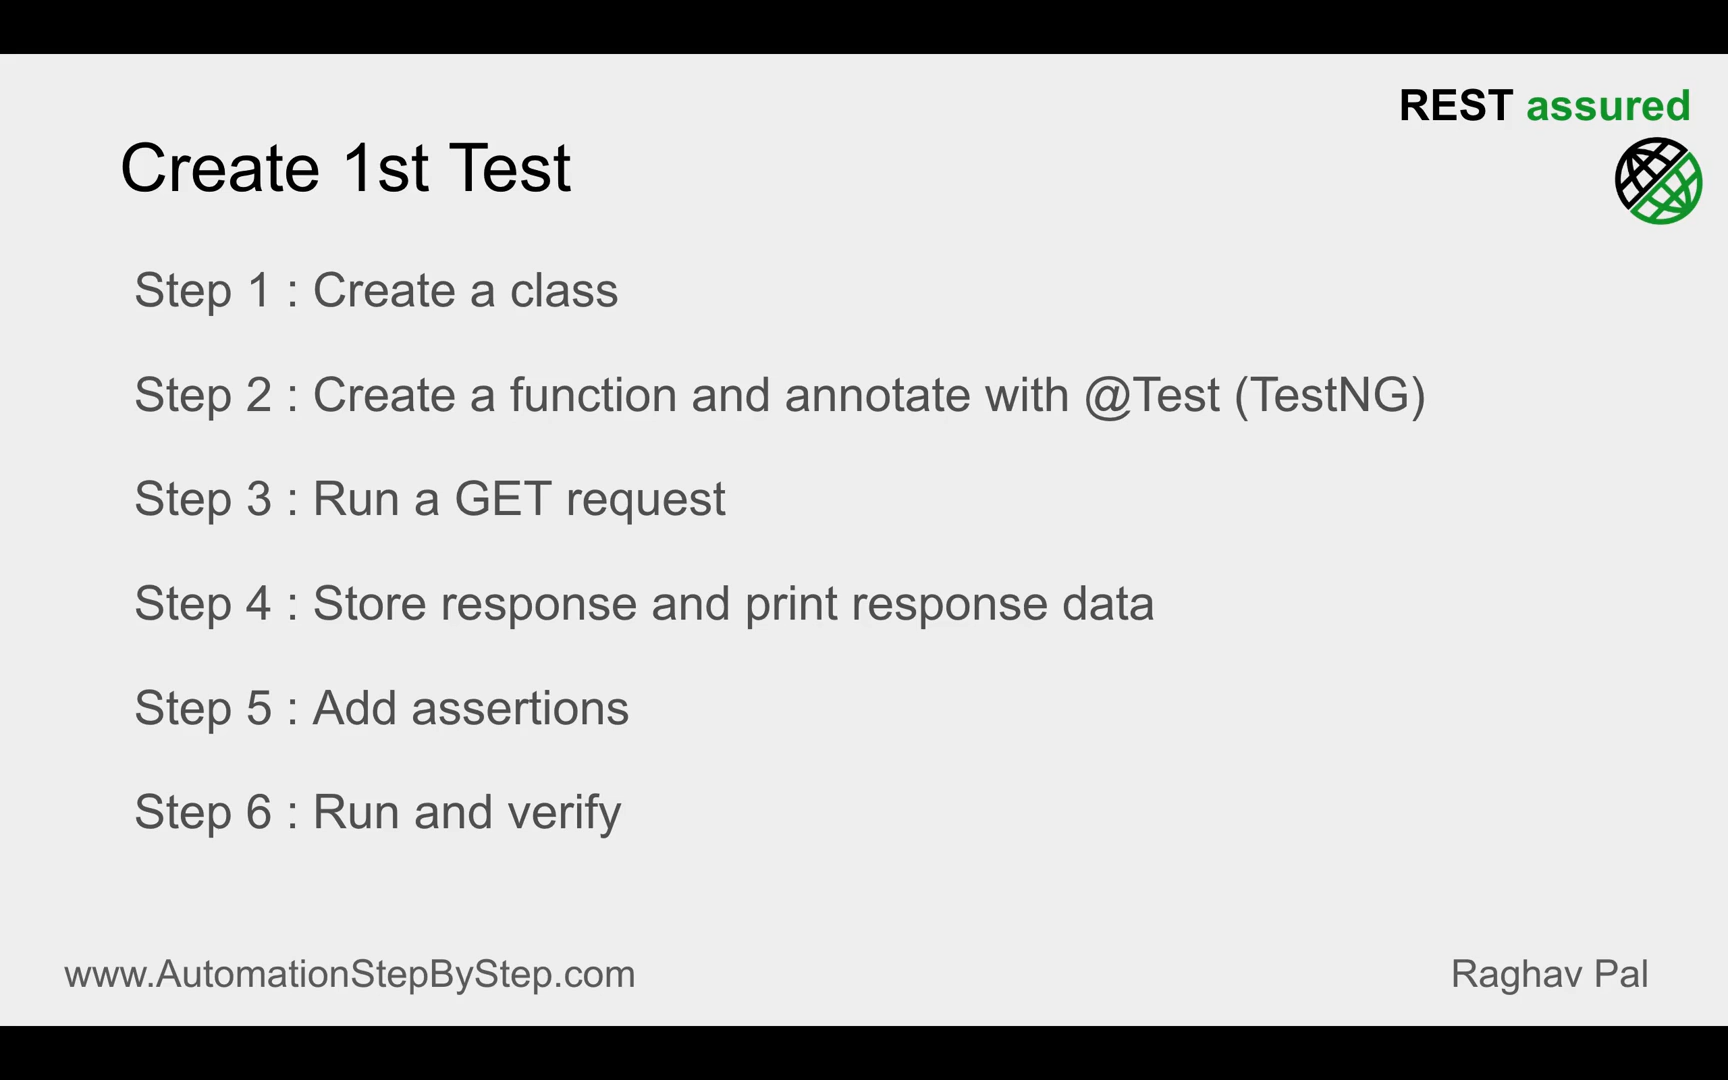 REST assured
Create 1st Test
Step 1 : Create a class
Step 2 : Create a function and annotate with @Test (TestNG)
Step 3 : Run a GET request
Step 4 : Store response and print response data
Step 5 : Add assertions
Step 6 : Run and verify
www.AutomationStepByStep.com
Raghav Pal